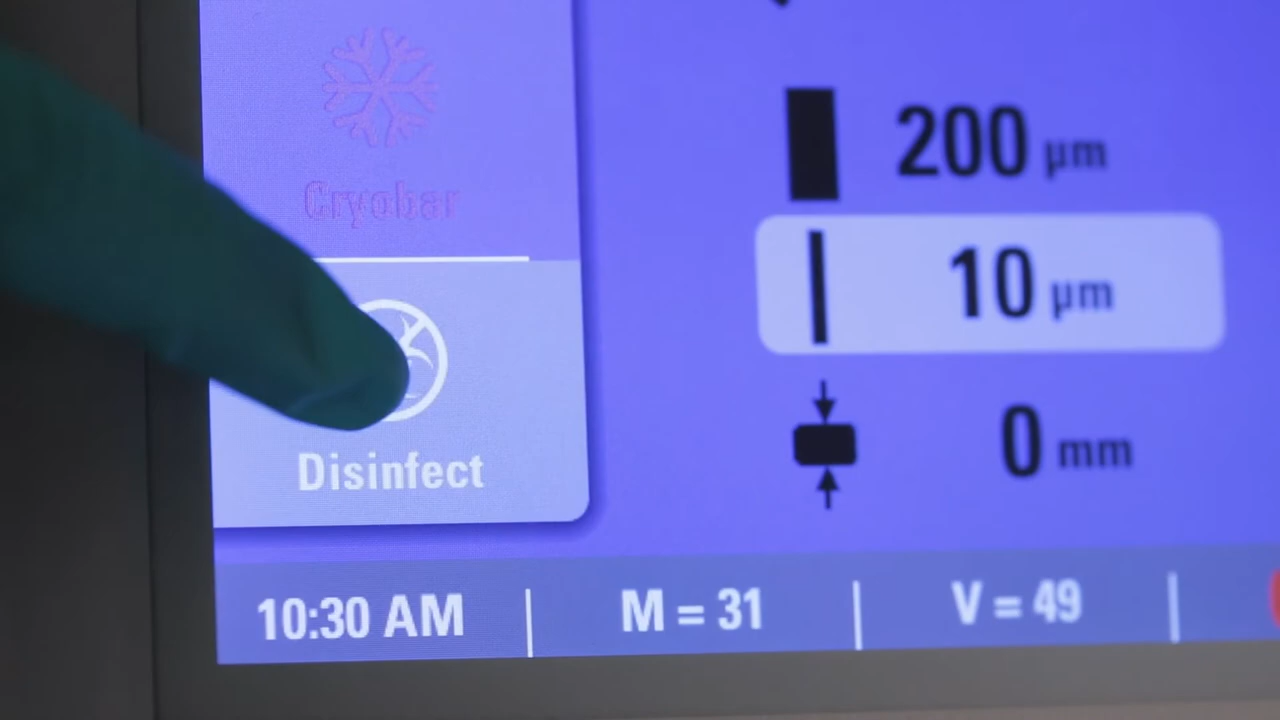 Cryobar
Disinfect
200 µm
10 µm
0 mm
10:30 AM
M = 31
V = 49